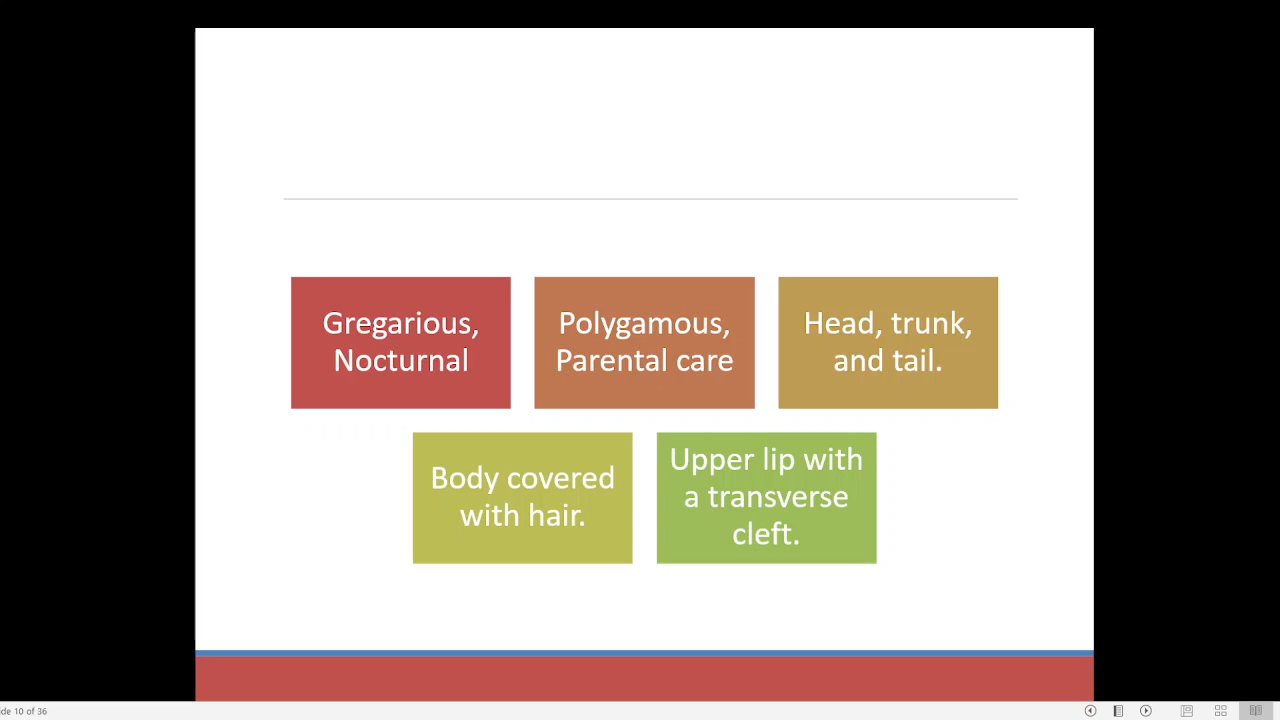 Gregarious,
Nocturnal
Polygamous,
Parental care
Head, trunk,
and tail.
Body covered
with hair.
Upper lip with
a transverse
cleft.
ide 10 of 36